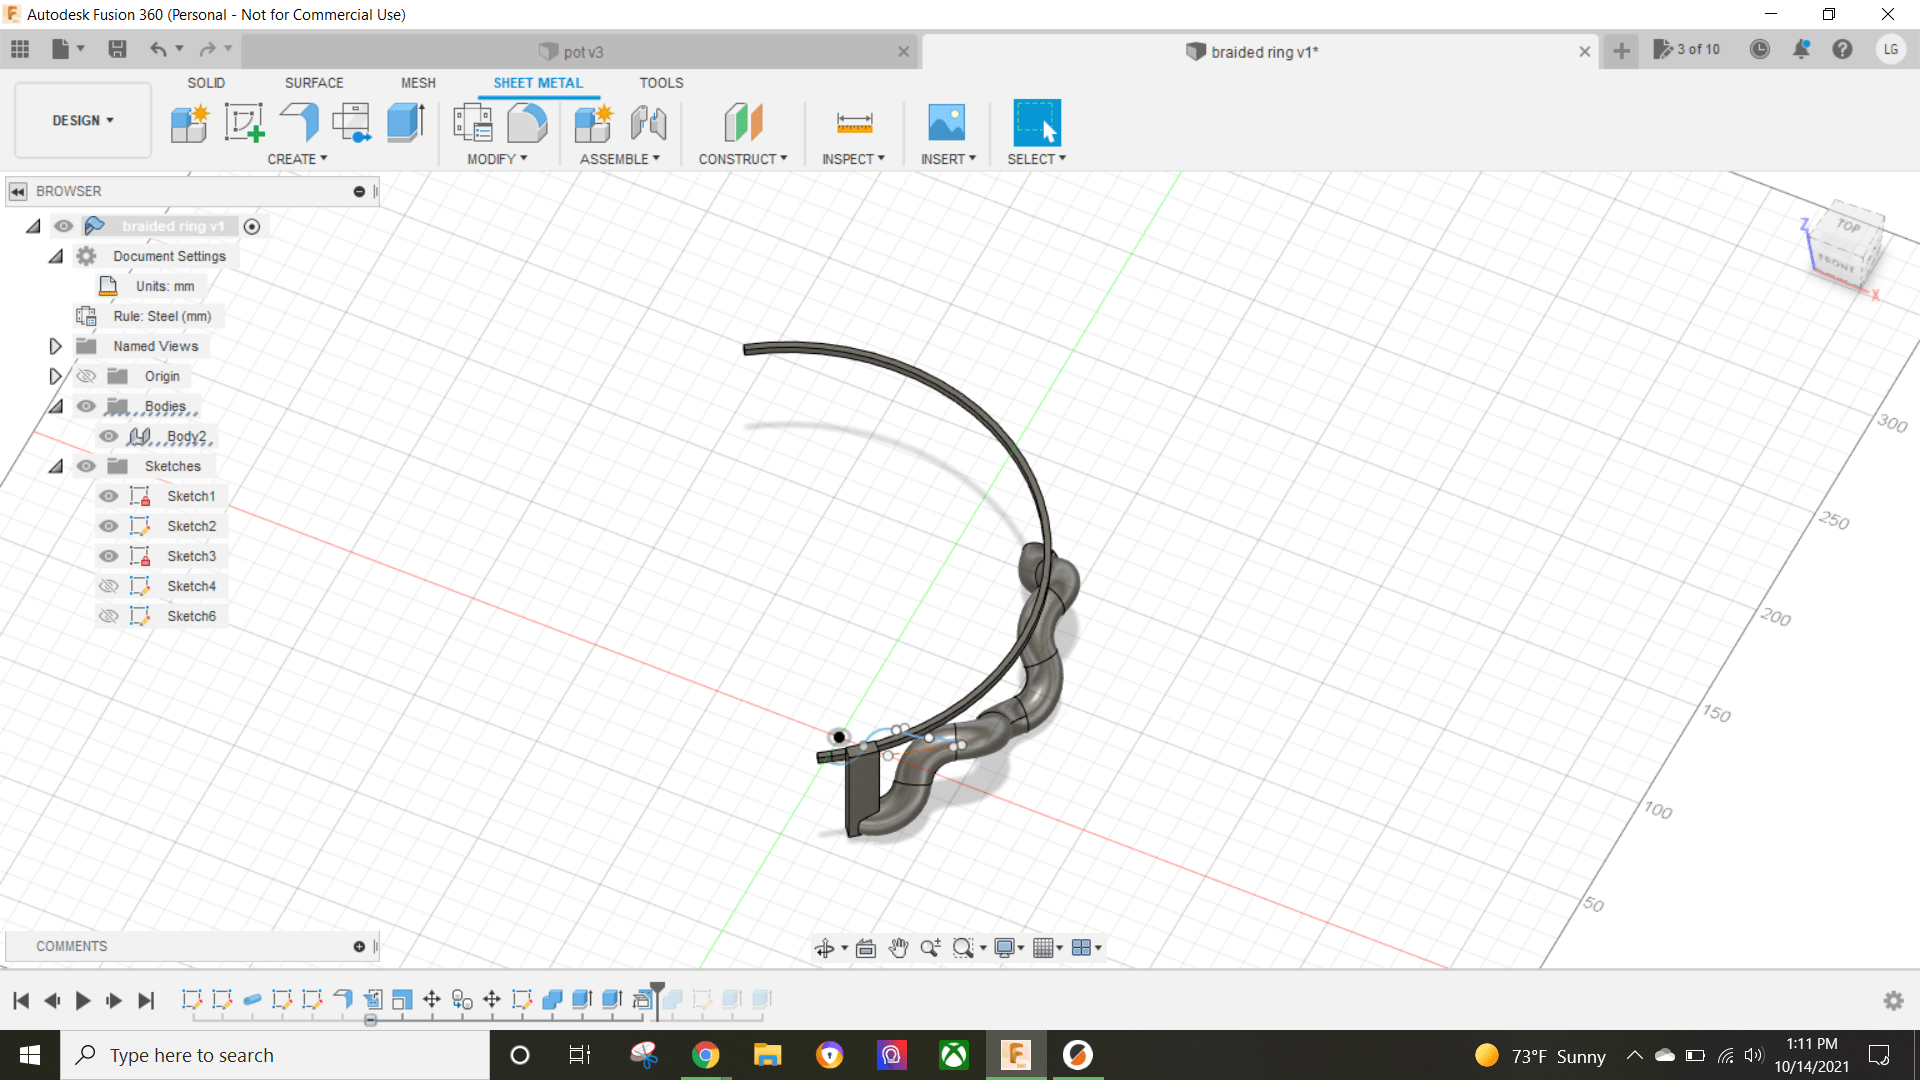 Autodesk Fusion 360 (Personal - Not for Commercial Use)
pot v3
braided ring v1*
3 of 10
LG
DESIGN
SOLID
SURFACE
MESH
SHEET METAL
TOOLS
CREATE
MODIFY
ASSEMBLE
CONSTRUCT
INSPECT
INSERT
SELECT
BROWSER
braided ring v1
Document Settings
Units: mm
Rule: Steel (mm)
Named Views
Origin
Bodies
Body2
Sketches
Sketch1
Sketch2
Sketch3
Sketch4
Sketch6
TOP
FRONT
Z
X
300
250
200
150
100
50
COMMENTS
Type here to search
73°F Sunny
1:11 PM
10/14/2021